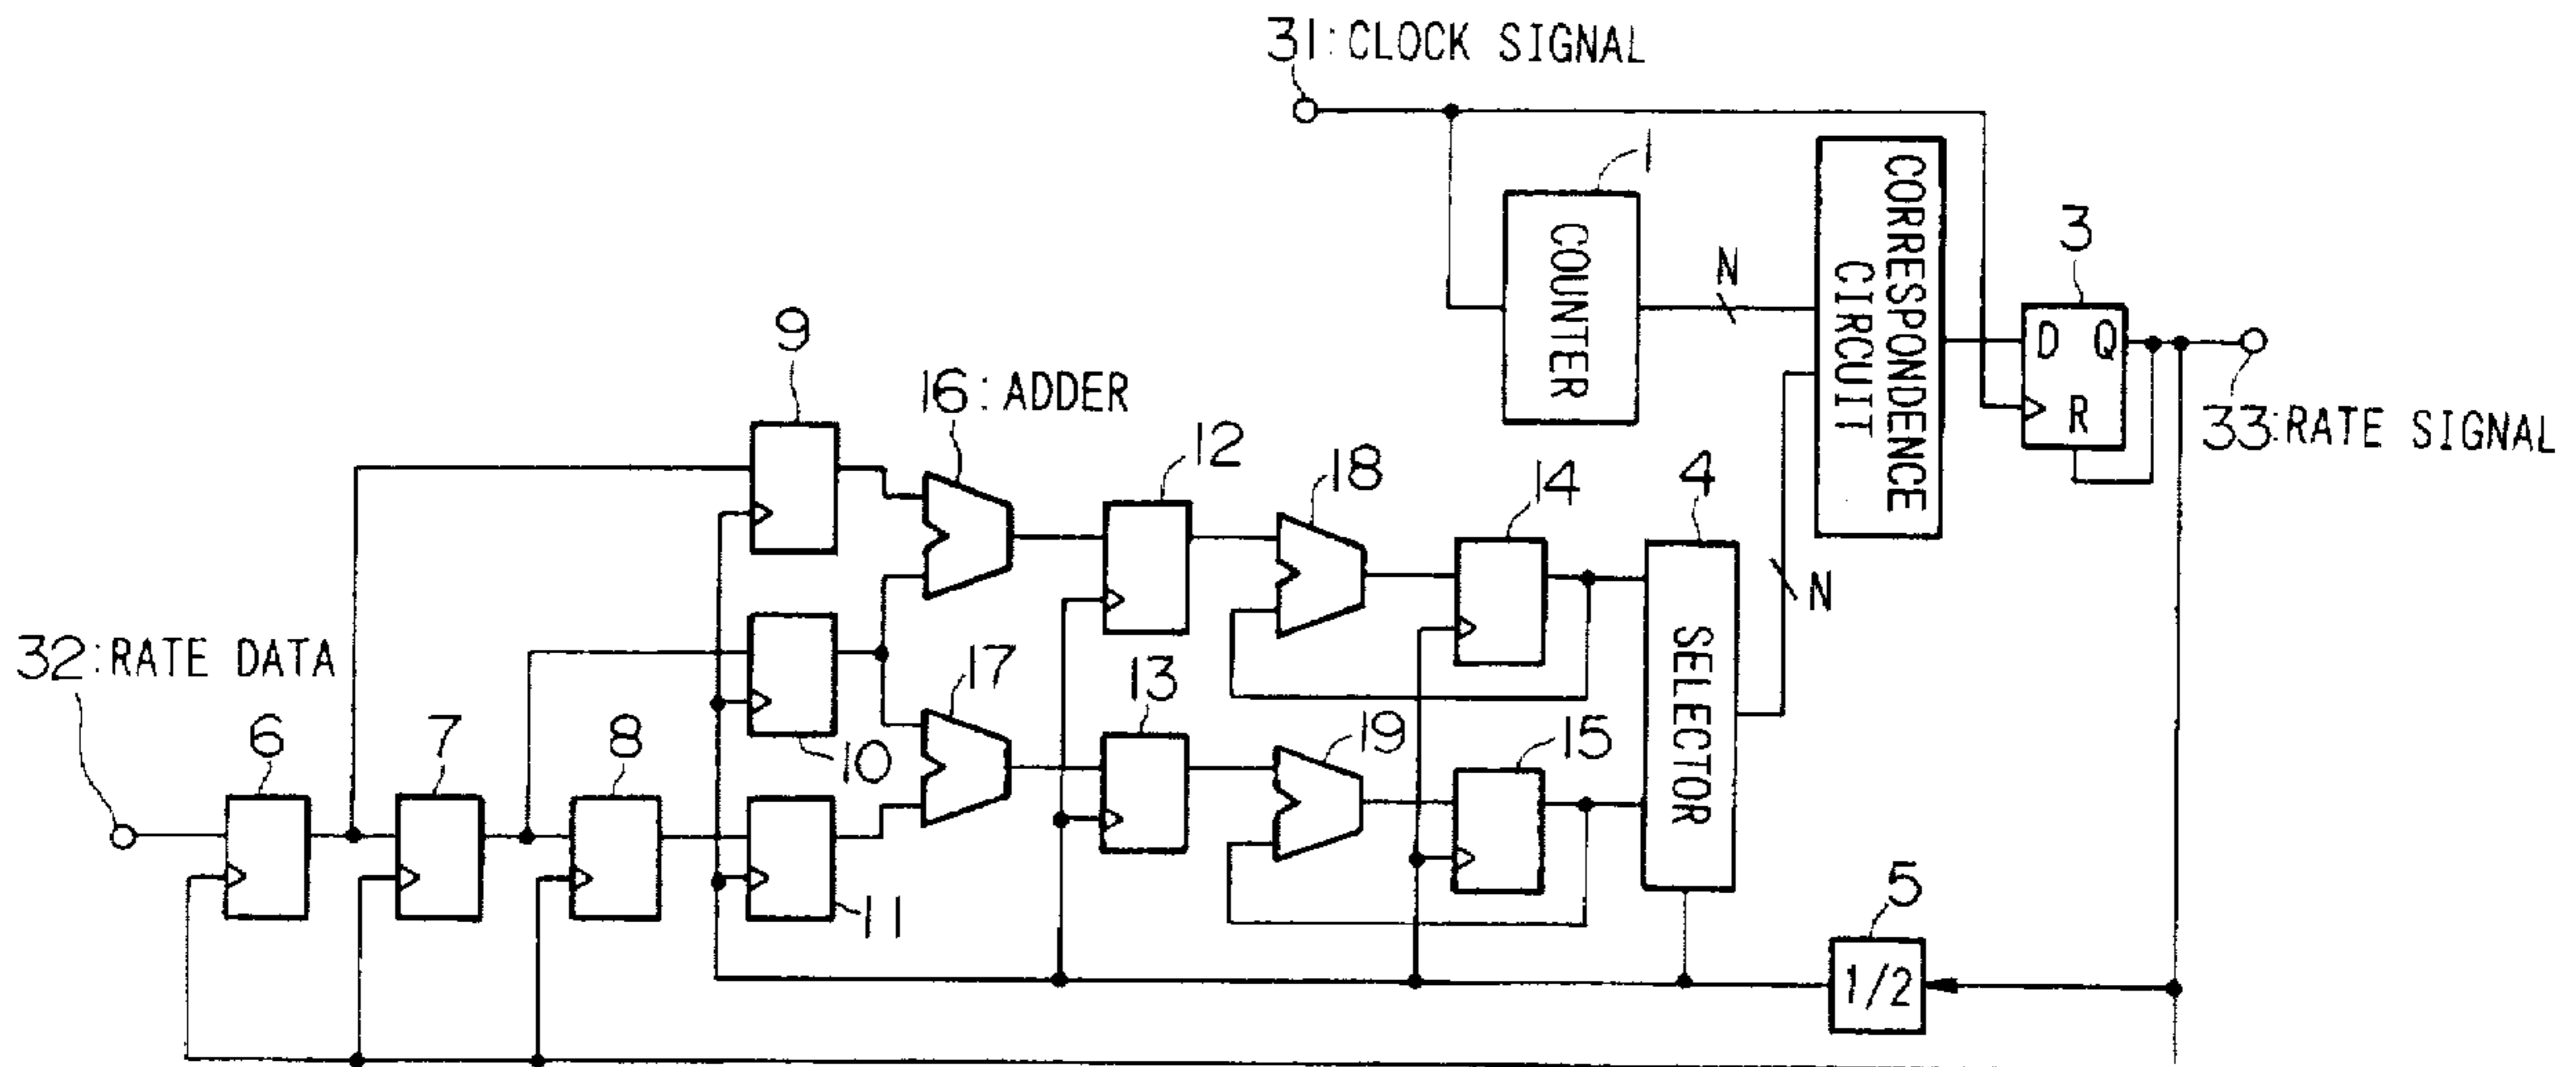 31: CLOCK SIGNAL
1
COUNTER
N
CORRESPONDENCE
CIRCUIT
3
D Q
R
33: RATE SIGNAL
9
16: ADDER
12
18
14
4
SELECTOR
N
32: RATE DATA
6
7
8
10
11
17
13
19
15
5
1/2